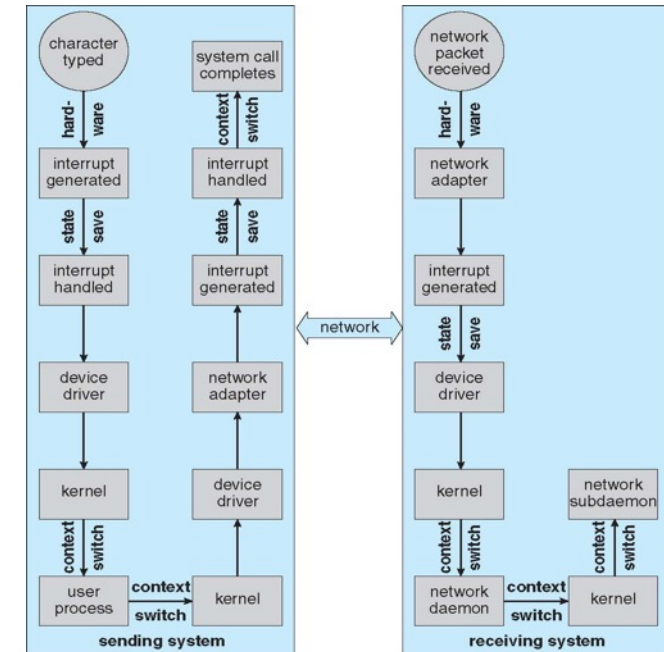 character
typed
hard-
ware
interrupt
generated
state
save
interrupt
handled
device
driver
kernel
context
switch
user
process
context
switch
kernel
device
driver
network
adapter
interrupt
generated
state
save
interrupt
handled
context
switch
system call
completes
sending system
network
network
packet
received
hard-
ware
network
adapter
interrupt
generated
state
save
device
driver
kernel
context
switch
network
daemon
context
switch
kernel
context
switch
network
subdaemon
receiving system